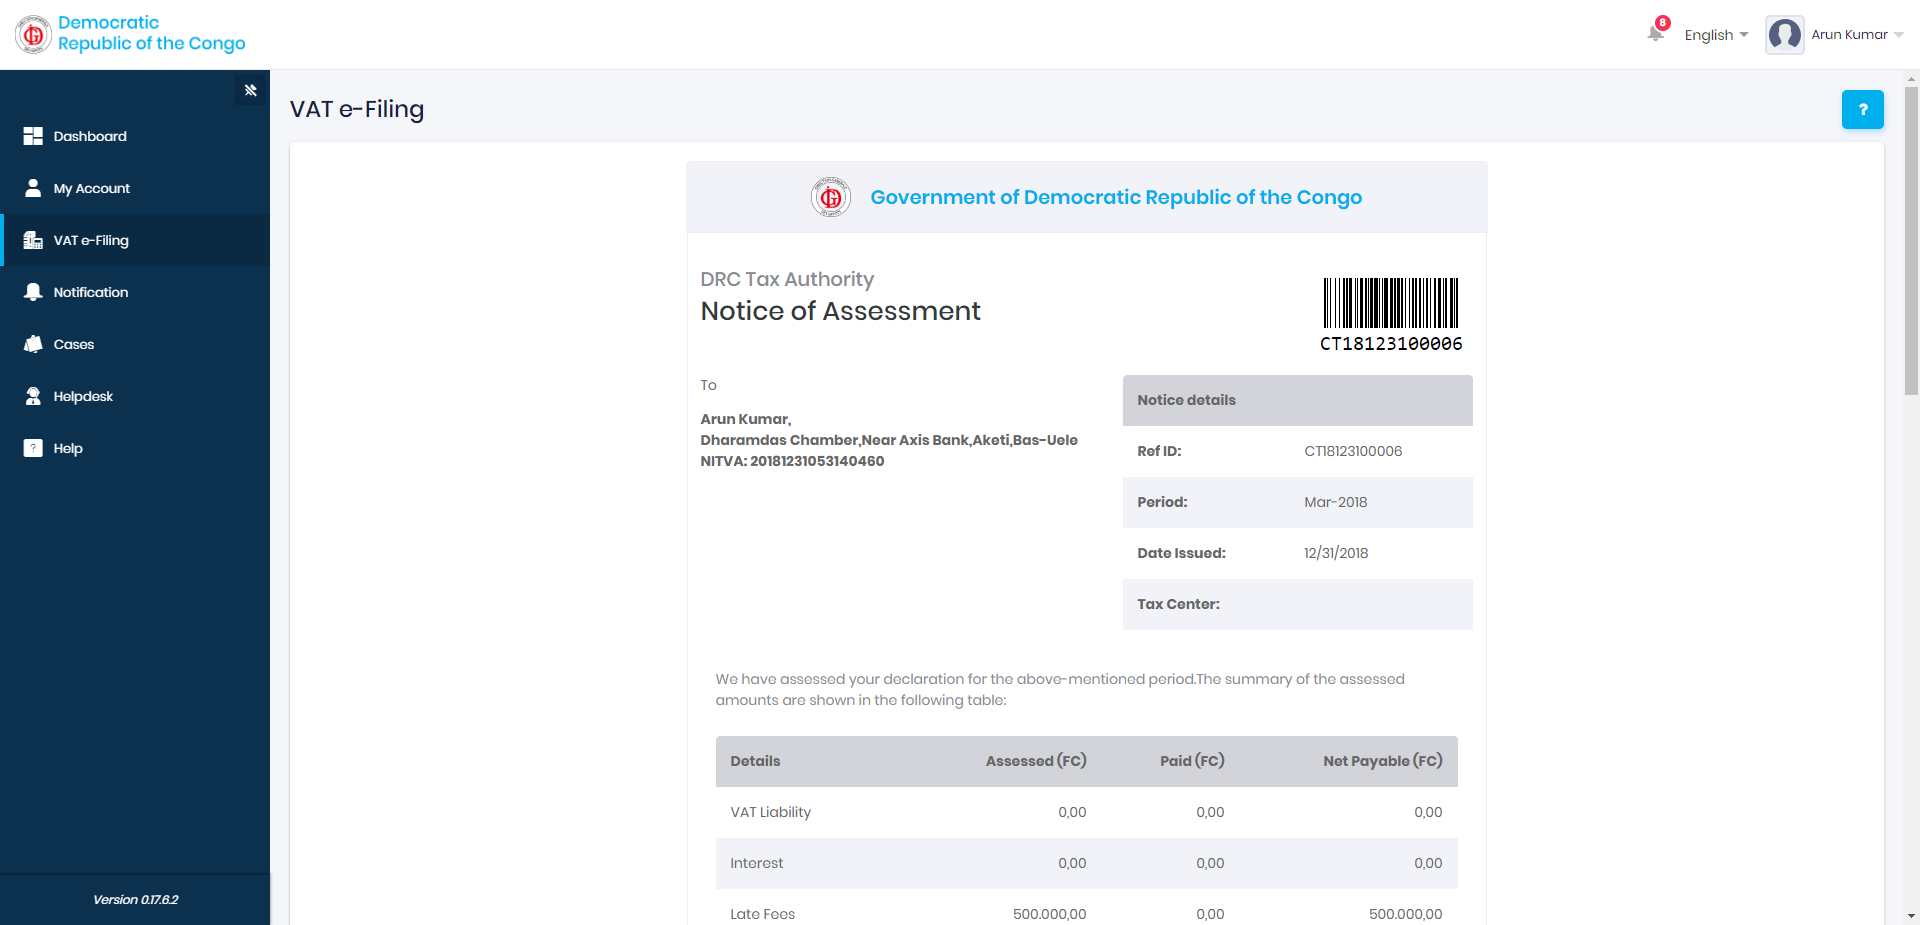 Democratic
Republic of the Congo
8
English
Arun Kumar
Dashboard
My Account
VAT e-Filing
Notification
Cases
Helpdesk
? Help
Version 0.17.6.2
VAT e-Filing
?
Government of Democratic Republic of the Congo
DRC Tax Authority
Notice of Assessment
CT18123100006
To
Arun Kumar,
Dharamdas Chamber,Near Axis Bank,Aketi,Bas-Uele
NITVA: 20181231053140460
Notice details
Ref ID: CT18123100006
Period: Mar-2018
Date Issued: 12/31/2018
Tax Center:
We have assessed your declaration for the above-mentioned period.The summary of the assessed
amounts are shown in the following table:
Details Assessed (FC) Paid (FC) Net Payable (FC)
VAT Liability 0,00 0,00 0,00
Interest 0,00 0,00 0,00
Late Fees 500.000,00 0,00 500.000,00